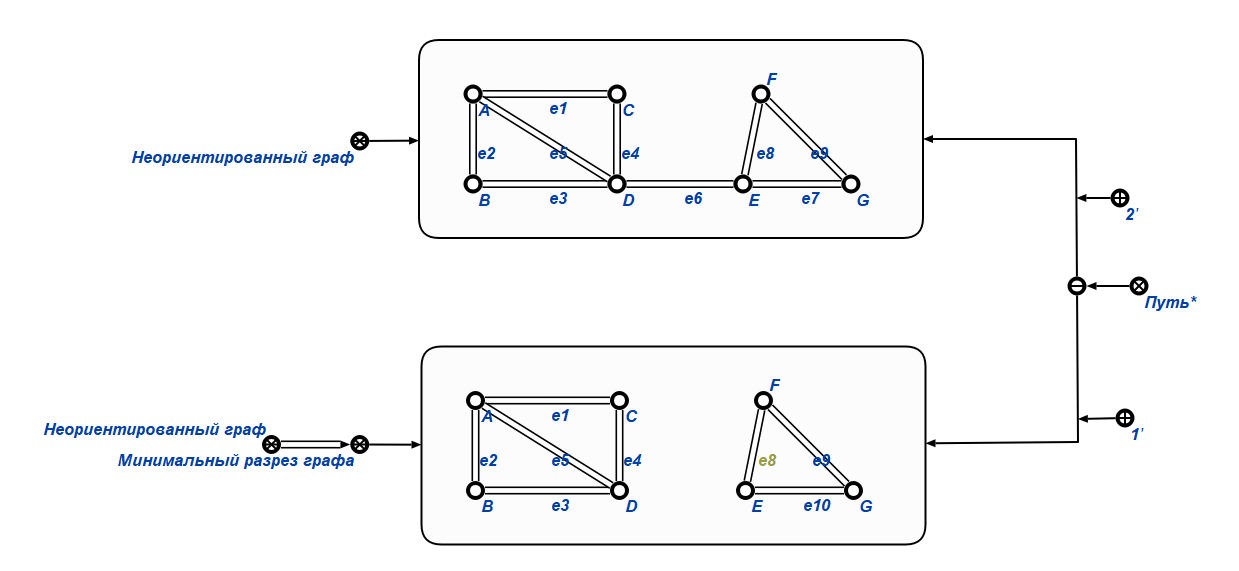 F
A
e1
C
Неориентированный граф
e2
e5
e4
e8
e9
B
e3
D
e6
E
e7
G
2'
Путь*
F
A
e1
C
Неориентированный граф
1'
Минимальный разрез графа
e2
e5
e4
e8
e9
B
e3
D
E
e10
G